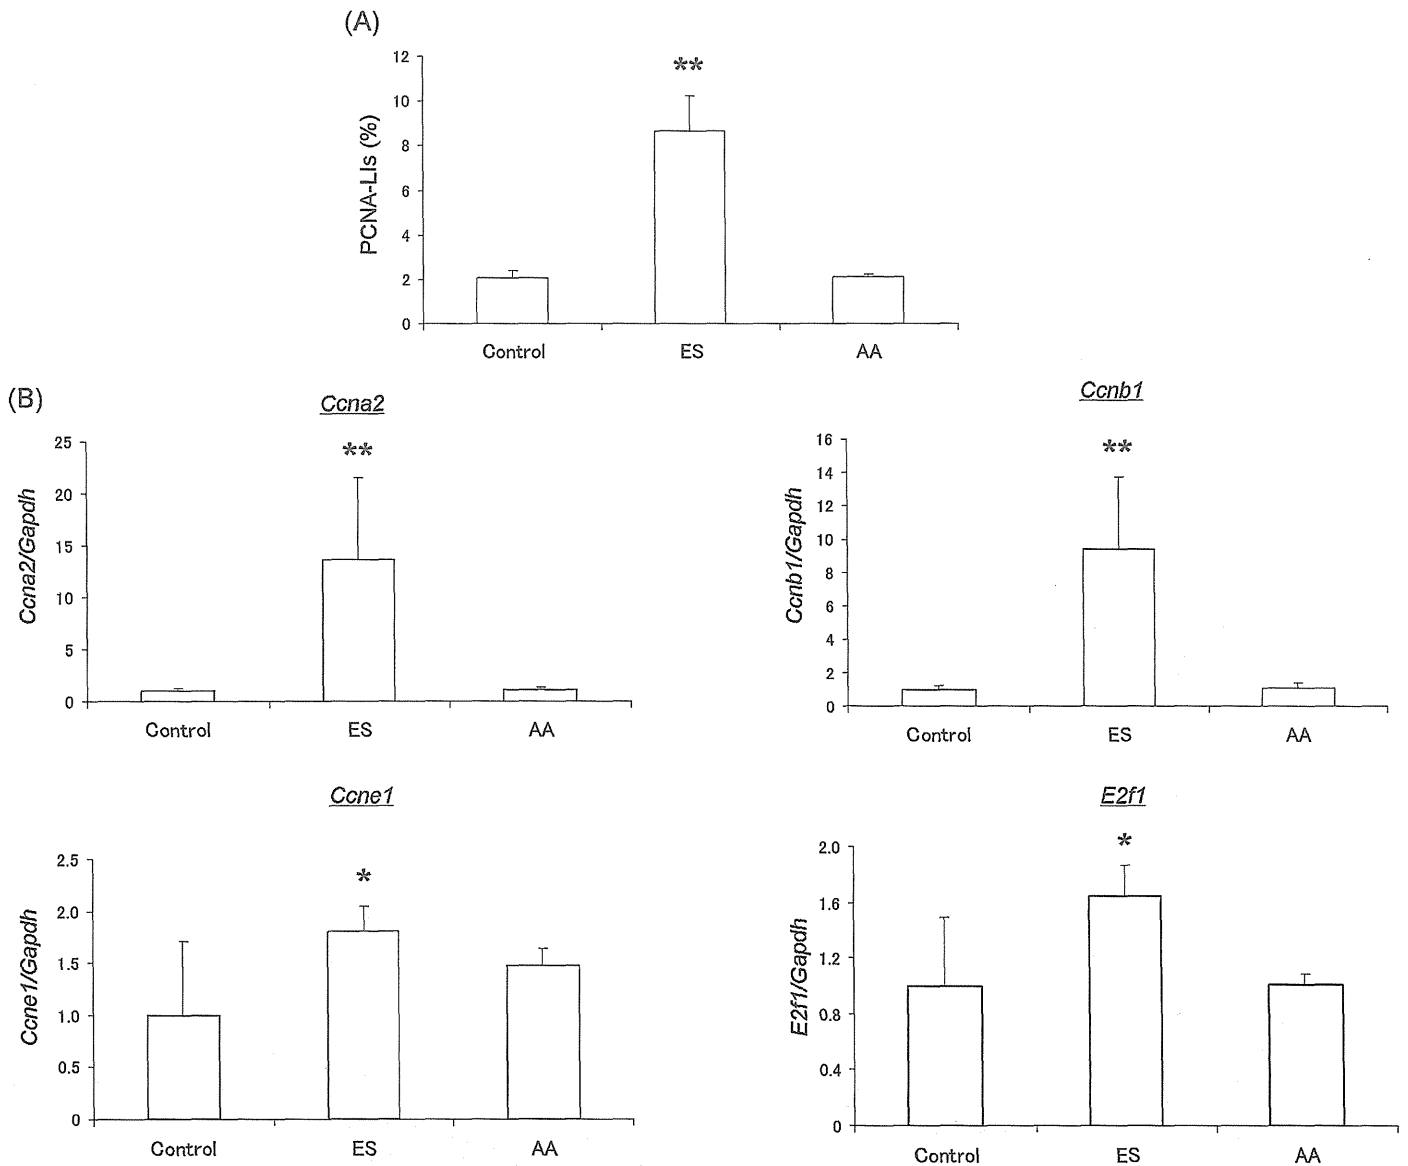 (A)
12
**
10
8
6
4
2
0
PCNA-LIs (%)
Control ES AA
(B)
Ccna2
25
**
20
15
10
5
0
Ccna2/Gapdh
Control ES AA
Ccnb1
16
**
14
12
10
8
6
4
2
0
Ccnb1/Gapdh
Control ES AA
Ccne1
2.5
*
2.0
1.5
1.0
0.5
0
Ccne1/Gapdh
Control ES AA
E2f1
2.0
*
1.6
1.2
0.8
0.4
0
E2f1/Gapdh
Control ES AA